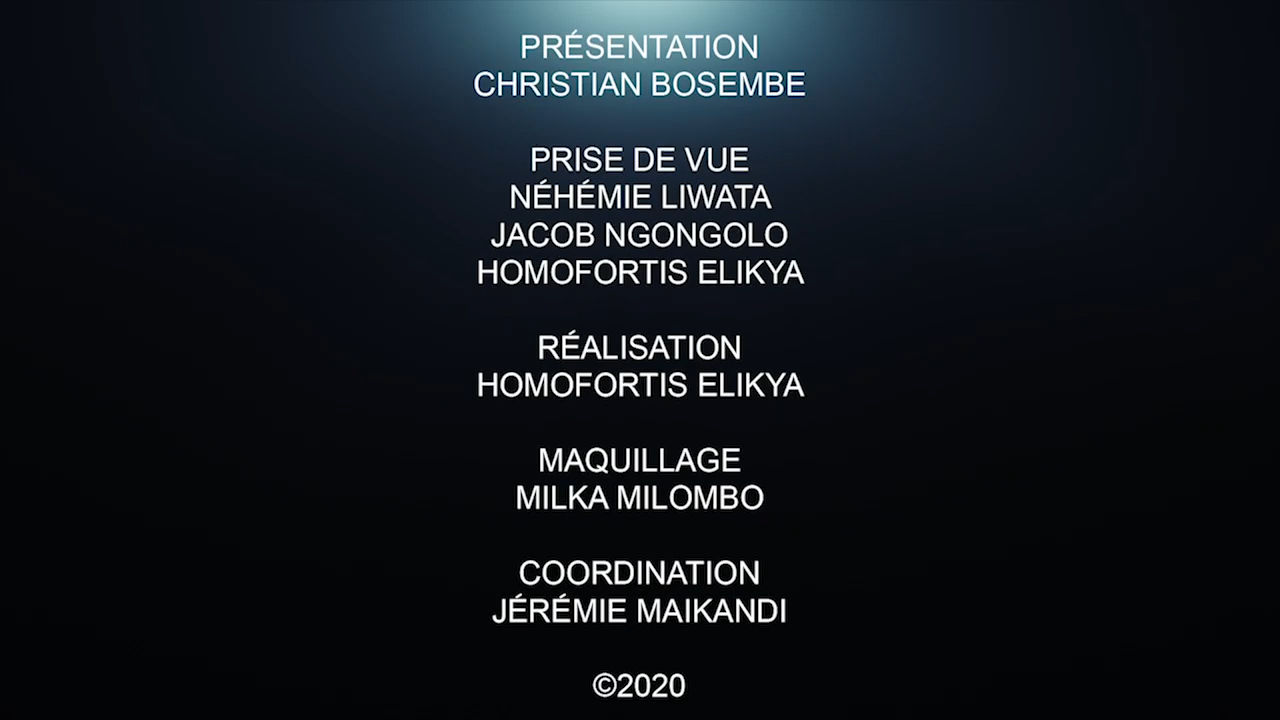 PRÉSENTATION
CHRISTIAN BOSEMBE
PRISE DE VUE
NÉHÉMIE LIWATA
JACOB NGONGOLO
HOMOFORTIS ELIKYA
RÉALISATION
HOMOFORTIS ELIKYA
MAQUILLAGE
MILKA MILOMBO
COORDINATION
JÉRÉMIE MAIKANDI
©2020